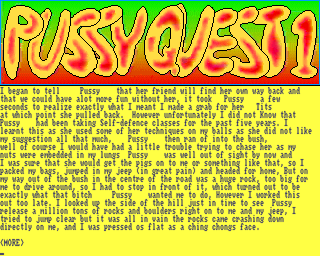 PUSSY QUEST 1
I began to tell Pussy that her friend will find her own way back and
that we could have alot more fun without her, it took Pussy a few
seconds to realize exactly what I meant I made a grab for her Tits
at which point she pulled back. However unfortunately I did not Know that
Pussy had been taking Self-defence classes for the past five years. I
learnt this as she used some of her techniques on my balls as she did not like
my suggestion all that much, Pussy then ran of into the bush,
well of course I would have had a little trouble trying to chase her as my
nuts were embeded in my lungs Pussy was well out of sight by now and
I was sure that she would get the pigs on to me or something like that, so I
packed my bags, jumped in my jeep (in great pain) and headed for home, But on
my way out of the bush in the centre of the road was a huge rock, too big for
me to drive around, so I had to stop in front of it, which turned out to be
exactly what that bitch Pussy wanted me to do, However I worked this
out too late. I looked up the side of the hill just in time to see Pussy
release a million tons of rocks and boulders right on to me and my jeep, I
tried to jump clear but it was all in vain the rocks came crashing down
directly on me, and I was pressed as flat as a ching chongs face.
(MORE)